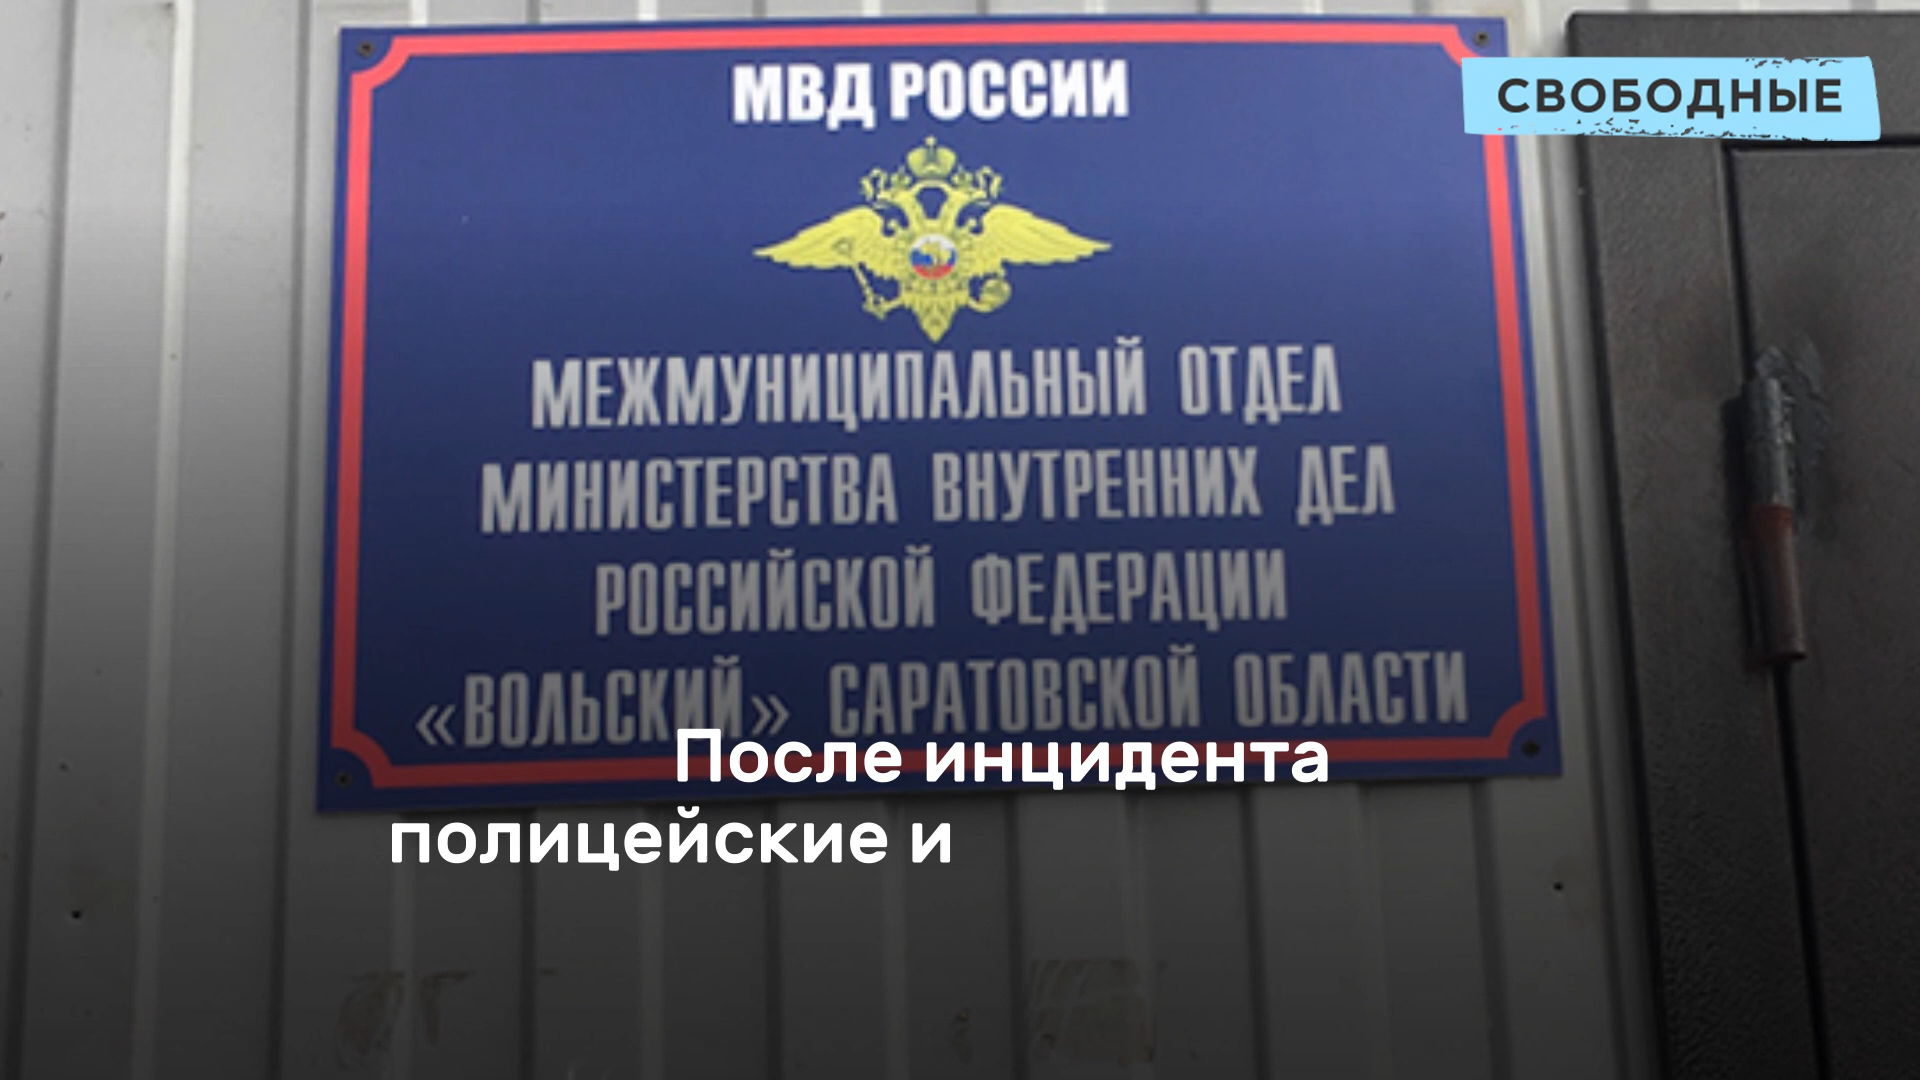 МВД РОССИИ
СВОБОДНЫЕ
МЕЖМУНИЦИПАЛЬНЫЙ ОТДЕЛ
МИНИСТЕРСТВА ВНУТРЕННИХ ДЕЛ
РОССИЙСКОЙ ФЕДЕРАЦИИ
«ВОЛЬСКИЙ» САРАТОВСКОЙ ОБЛАСТИ
После инцидента
полицейские и